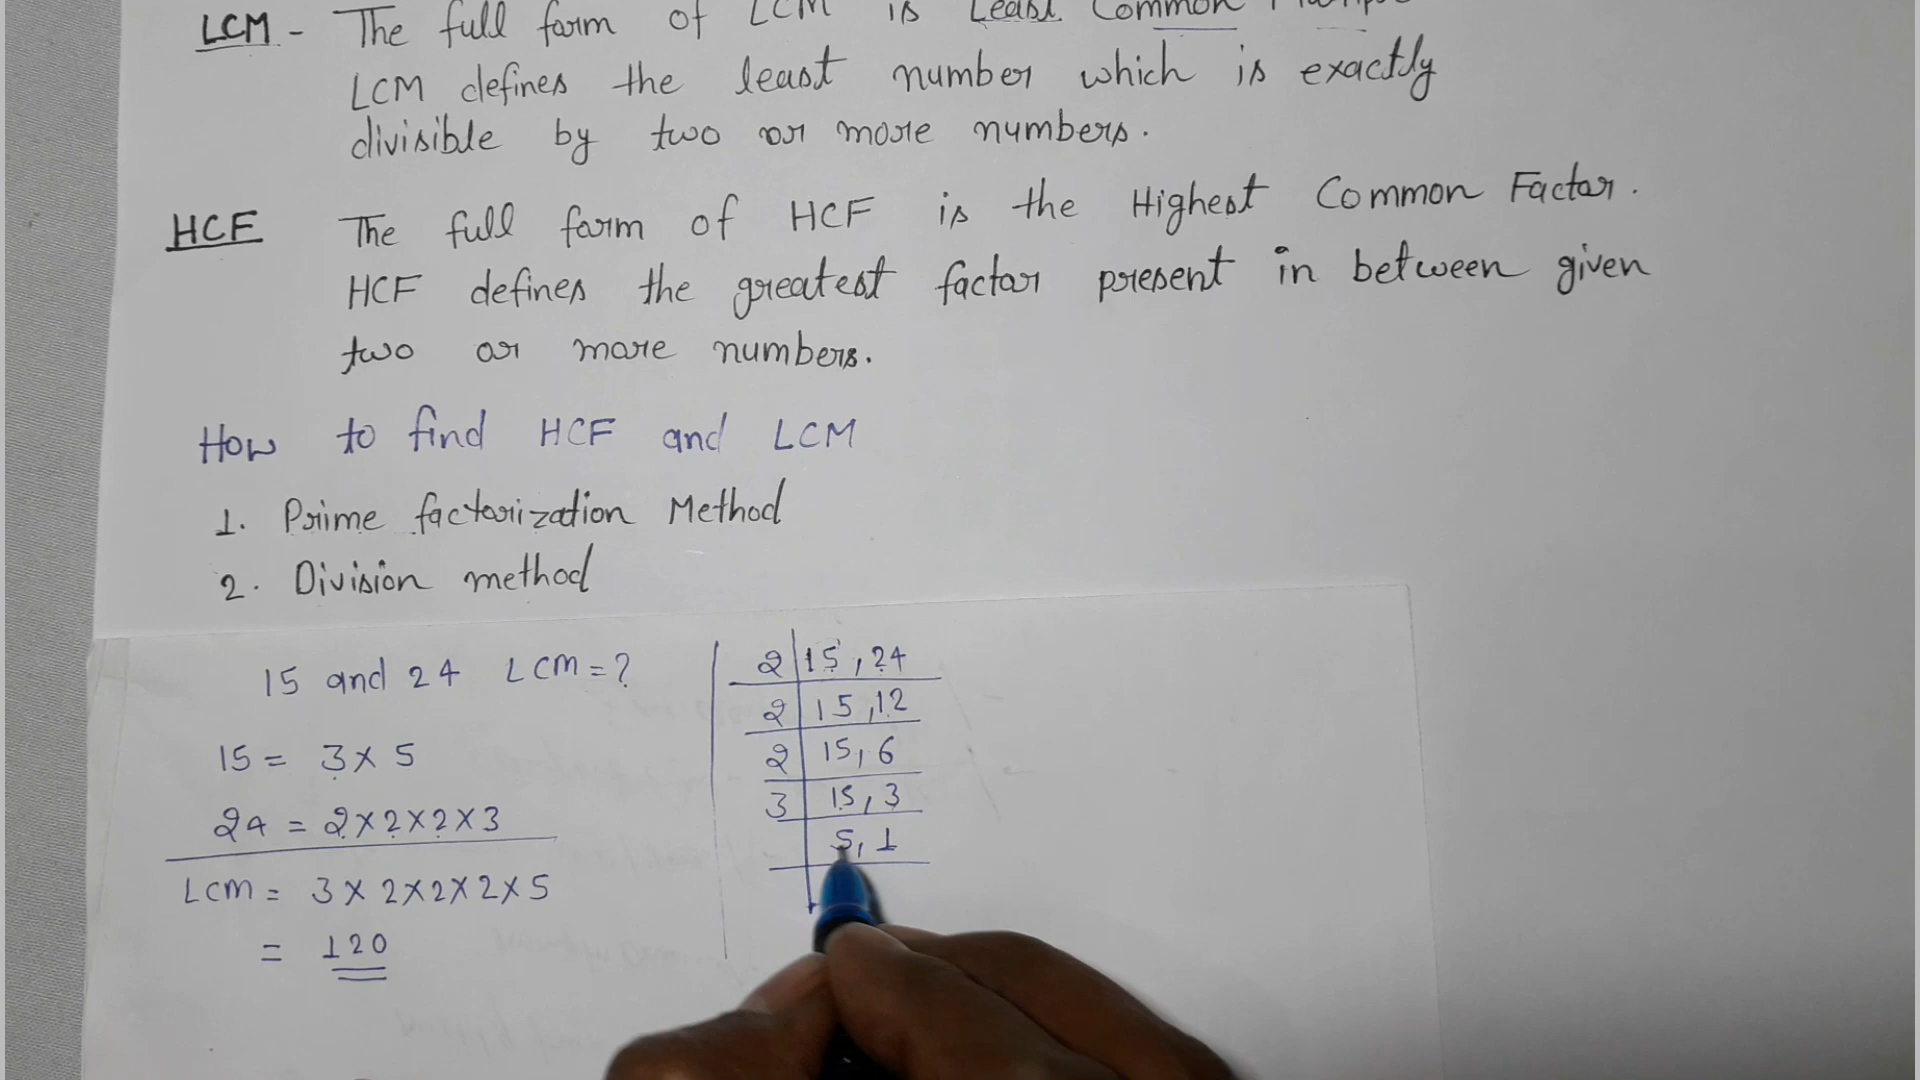 LCM - The full form of LCM is Least Common
LCM defines the least number which is exactly
divisible by two or more numbers.
HCF The full form of HCF is the Highest Common Factor.
HCF defines the greatest factor present in between given
two or more numbers.
How to find HCF and LCM
1. Prime factorization Method
2. Division method
15 and 24 LCM = ?
15 = 3 × 5
24 = 2×2×2×3
LCM = 3×2×2×2×5
= 120
2 | 15, 24
2 | 15, 12
2 | 15, 6
3 | 15, 3
5, 1